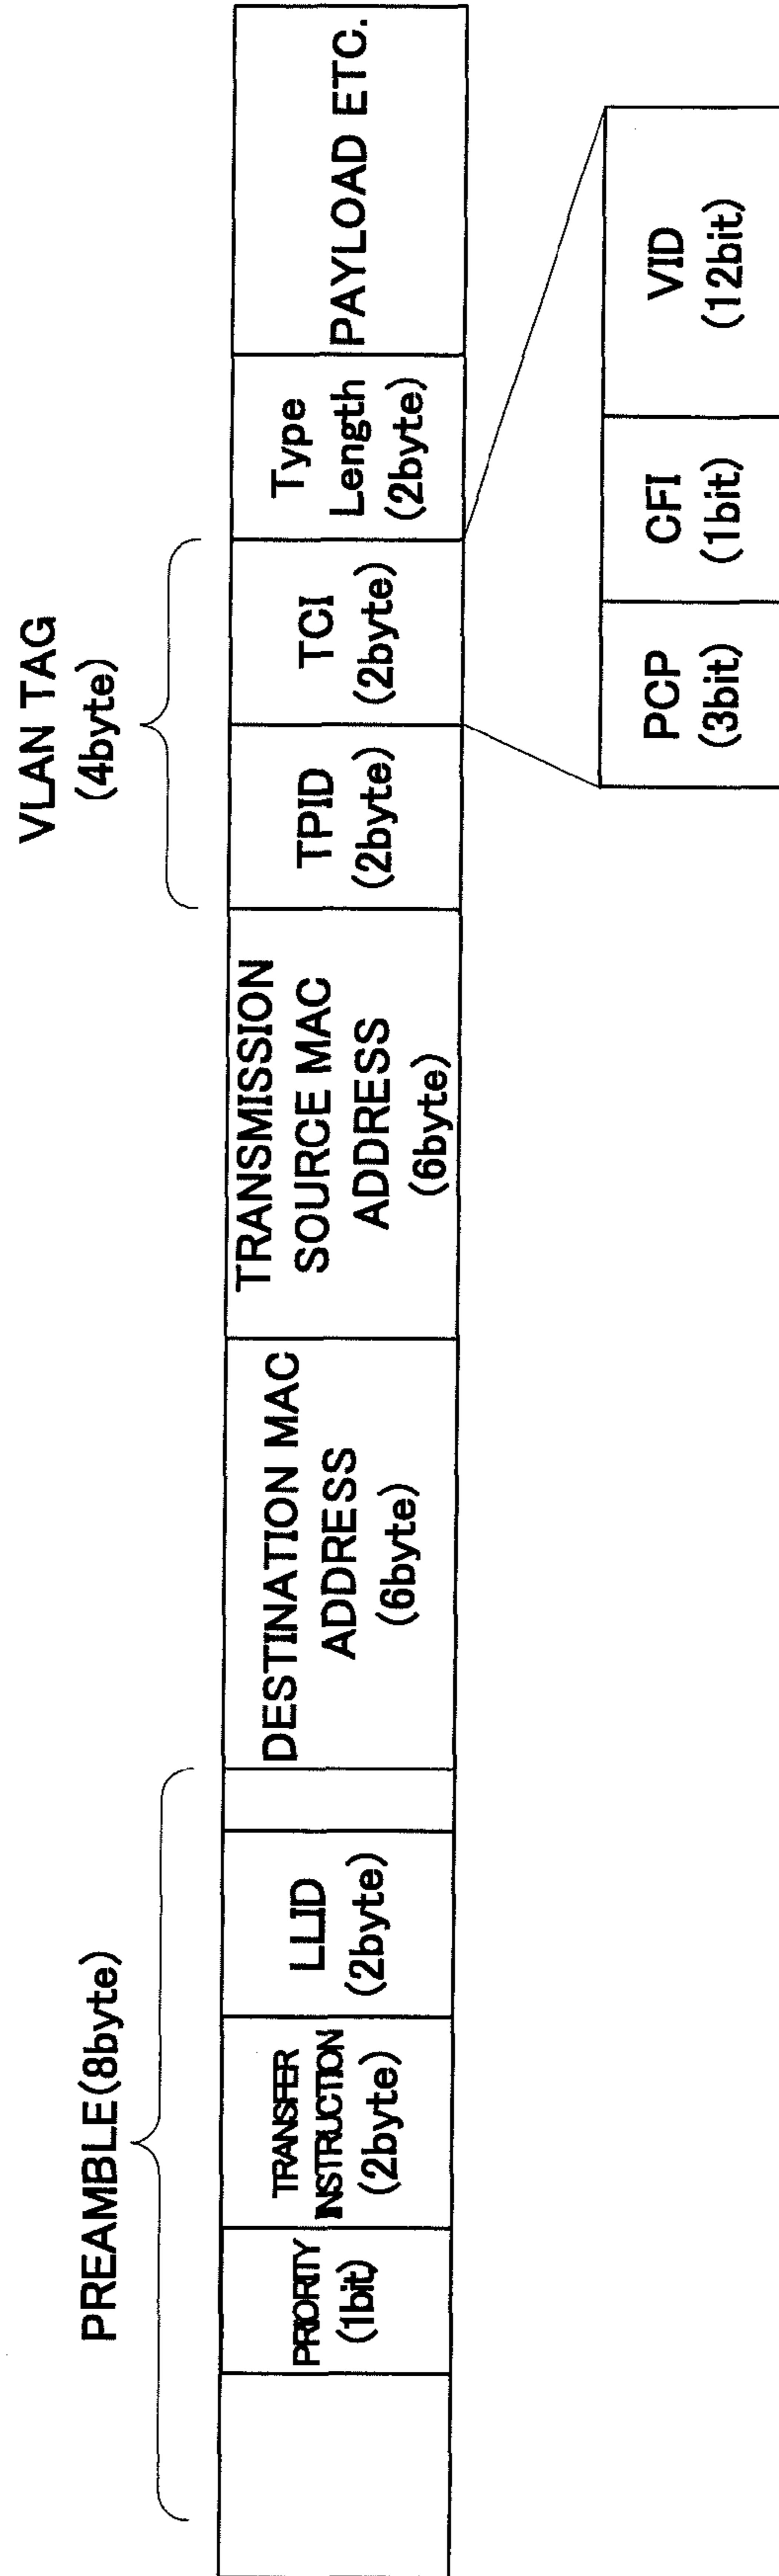 PREAMBLE(8byte)
VLAN TAG
(4byte)
PRIORITY
(1bit)
TRANSFER
INSTRUCTION
(2byte)
LLID
(2byte)
DESTINATION MAC
ADDRESS
(6byte)
TRANSMISSION
SOURCE MAC
ADDRESS
(6byte)
TPID
(2byte)
TCI
(2byte)
Type
Length
(2byte)
PAYLOAD ETC.
PCP
(3bit)
CFI
(1bit)
VID
(12bit)